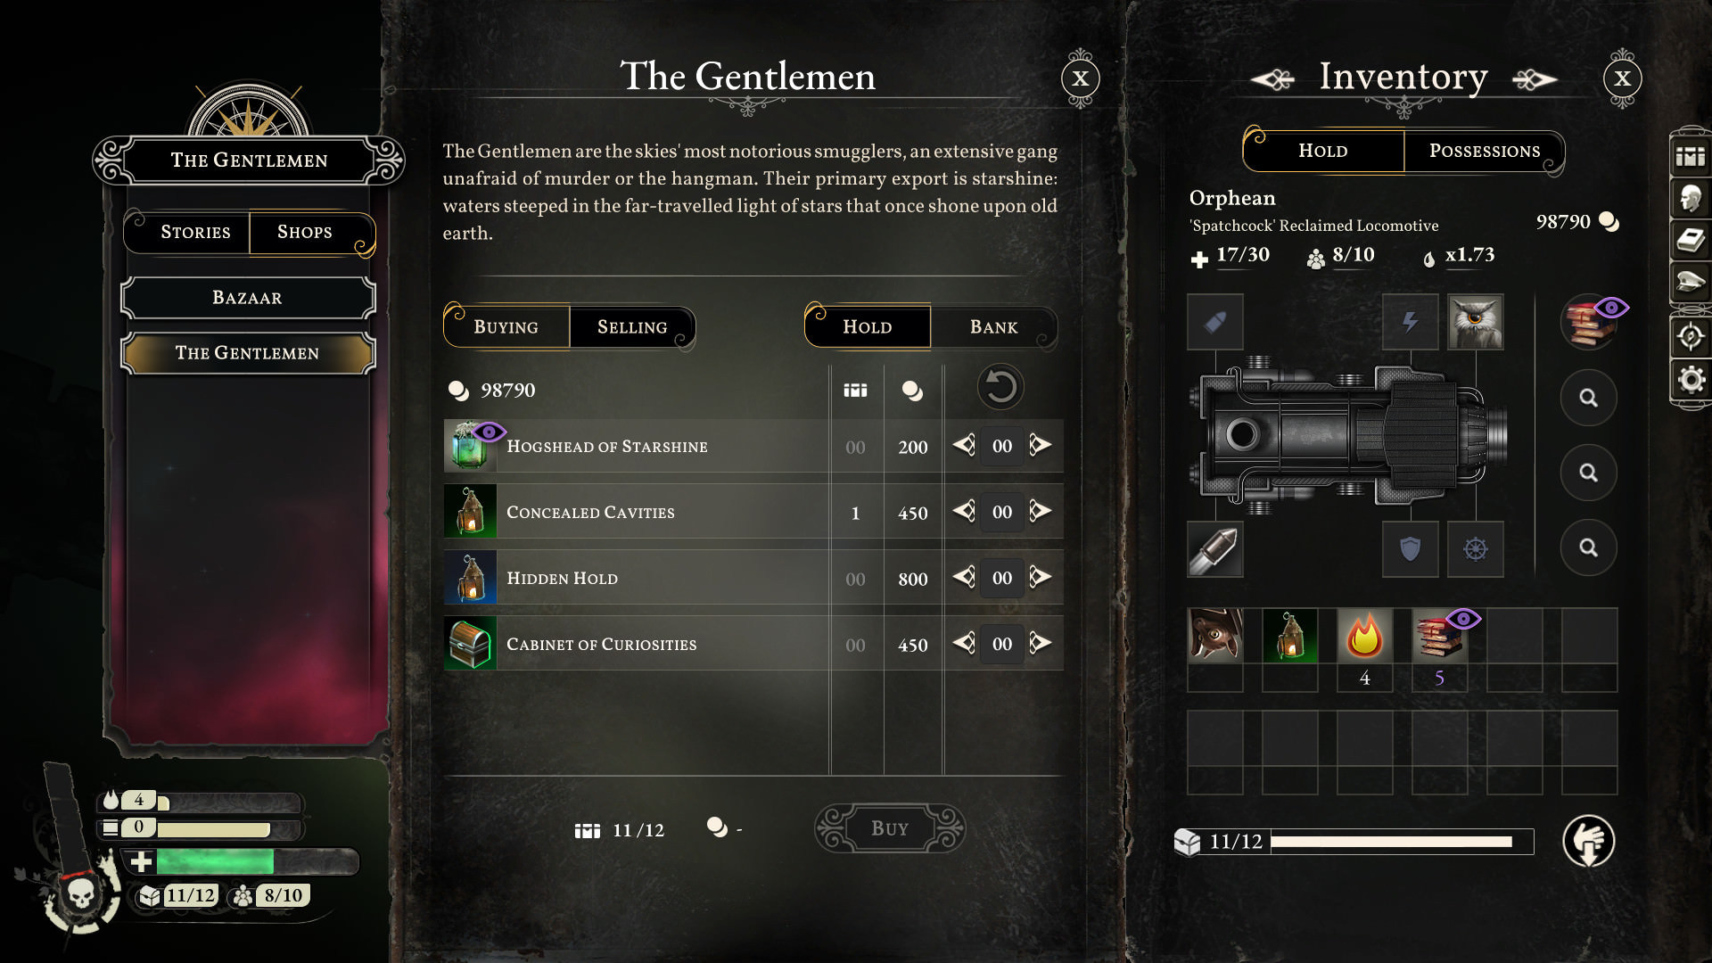 THE GENTLEMEN
STORIES
SHOPS
BAZAAR
THE GENTLEMEN
4
0
11/12
8/10
The Gentlemen
X
The Gentlemen are the skies' most notorious smugglers, an extensive gang
unafraid of murder or the hangman. Their primary export is starshine:
waters steeped in the far-travelled light of stars that once shone upon old
earth.
BUYING
SELLING
HOLD
BANK
98790
HOGSHEAD OF STARSHINE 00 200 00
CONCEALED CAVITIES 1 450 00
HIDDEN HOLD 00 800 00
CABINET OF CURIOSITIES 00 450 00
11/12
-
BUY
Inventory
X
HOLD
POSSESSIONS
Orphean
'Spatchcock' Reclaimed Locomotive
98790
17/30
8/10
x1.73
4
5
11/12